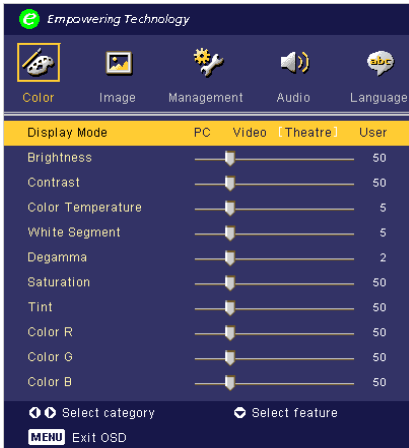 e Empowering Technology
abc
Color Image Management Audio Language
Display Mode PC Video [Theatre] User
Brightness 50
Contrast 50
Color Temperature 5
White Segment 5
Degamma 2
Saturation 50
Tint 50
Color R 50
Color G 50
Color B 50
Select category Select feature
MENU Exit OSD